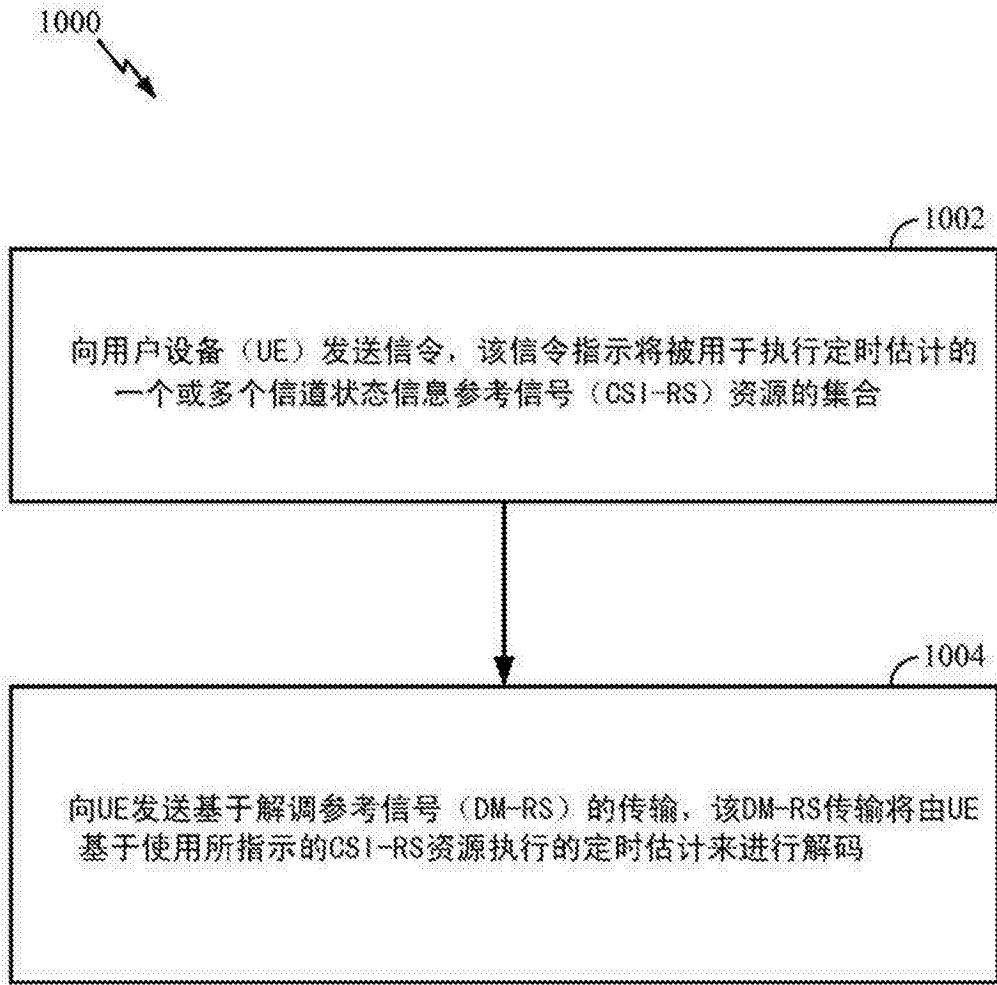 1000
1002
向用户设备（UE）发送信令，该信令指示将被用于执行定时估计的
一个或多个信道状态信息参考信号（CSI-RS）资源的集合
1004
向UE发送基于解调参考信号（DM-RS）的传输，该DM-RS传输将由UE
基于使用所指示的CSI-RS资源执行的定时估计来进行解码